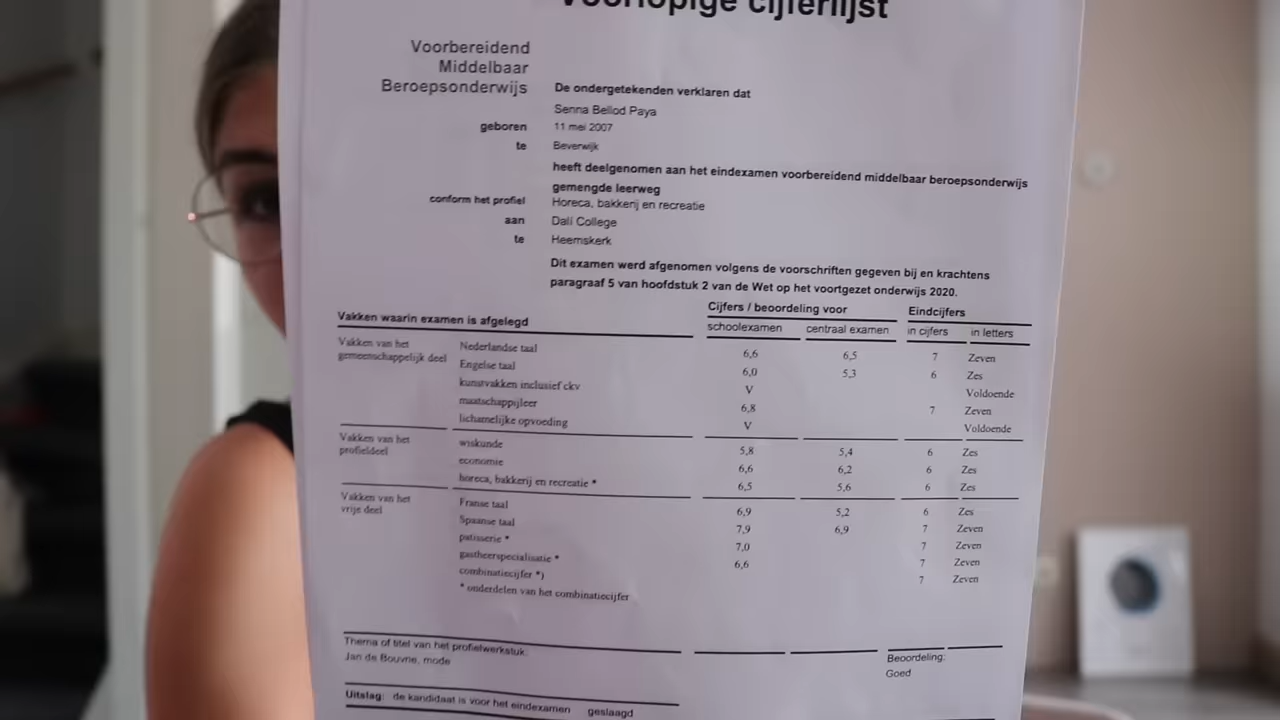 Voorlopige cijferlijst
Voorbereidend
Middelbaar
Beroepsonderwijs
De ondergetekenden verklaren dat
Senna Bellod Paya
geboren 11 mei 2007
te Beverwijk
heeft deelgenomen aan het eindexamen voorbereidend middelbaar beroepsonderwijs
gemengde leerweg
conform het profiel Horeca, bakkerij en recreatie
aan Dalí College
te Heemskerk
Dit examen werd afgenomen volgens de voorschriften gegeven bij en krachtens
paragraaf 5 van hoofdstuk 2 van de Wet op het voortgezet onderwijs 2020.
Cijfers / beoordeling voor Eindcijfers
Vakken waarin examen is afgelegd schoolexamen centraal examen in cijfers in letters
Vakken van het Nederlandse taal 6,6 6,5 7 Zeven
gemeenschappelijk deel Engelse taal 6,0 5,3 6 Zes
kunstvakken inclusief ckv V Voldoende
maatschappijleer 6,8 7 Zeven
lichamelijke opvoeding V Voldoende
Vakken van het wiskunde 5,8 5,4 6 Zes
profieldeel economie 6,6 6,2 6 Zes
horeca, bakkerij en recreatie * 6,5 5,6 6 Zes
Vakken van het Franse taal 6,9 5,2 6 Zes
vrije deel Spaanse taal 7,9 6,9 7 Zeven
patisserie * 7,0 7 Zeven
gastheerspecialisatie * 6,6 7 Zeven
combinatiecijfer *) 7 Zeven
* onderdelen van het combinatiecijfer
Thema of titel van het profielwerkstuk: Beoordeling:
Jan de Bouvrie, mode Goed
Uitslag: de kandidaat is voor het eindexamen geslaagd